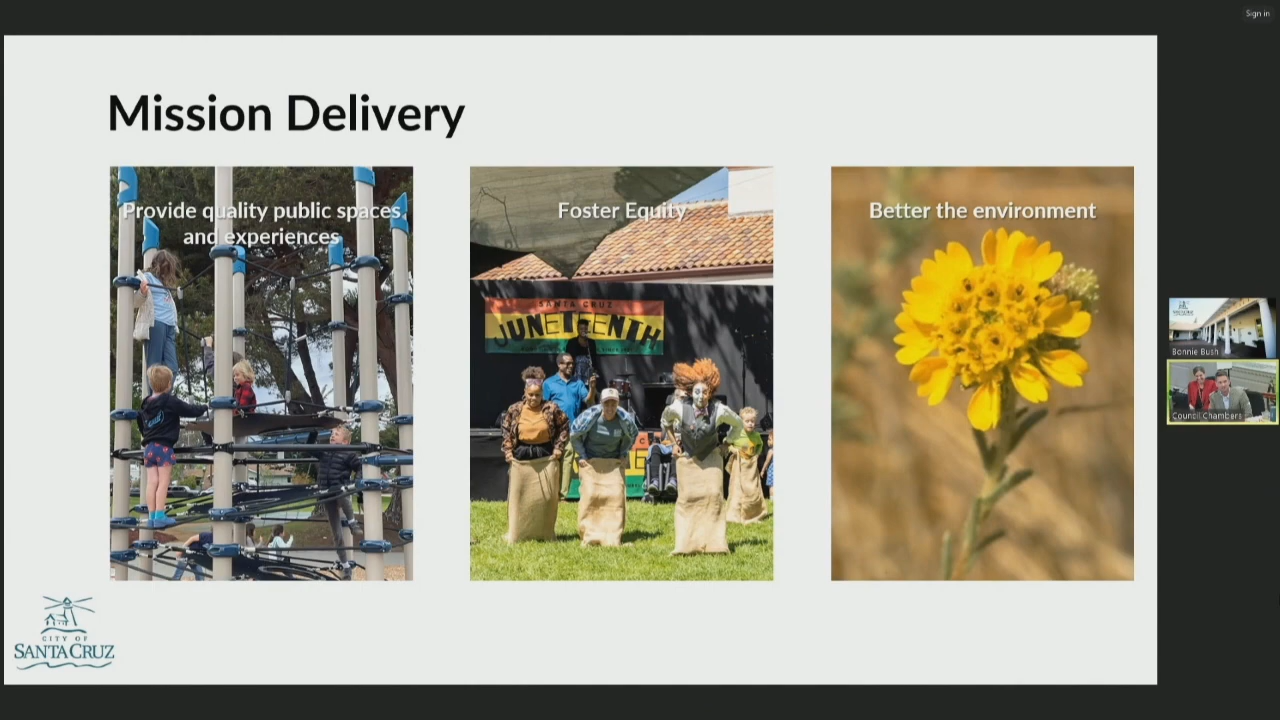 Sign in
Mission Delivery
Provide quality public spaces
and experiences
Foster Equity
Better the environment
SANTA CRUZ
JUNETEENTH
Bonnie Bush
Council Chambers
CITY OF
SANTA CRUZ